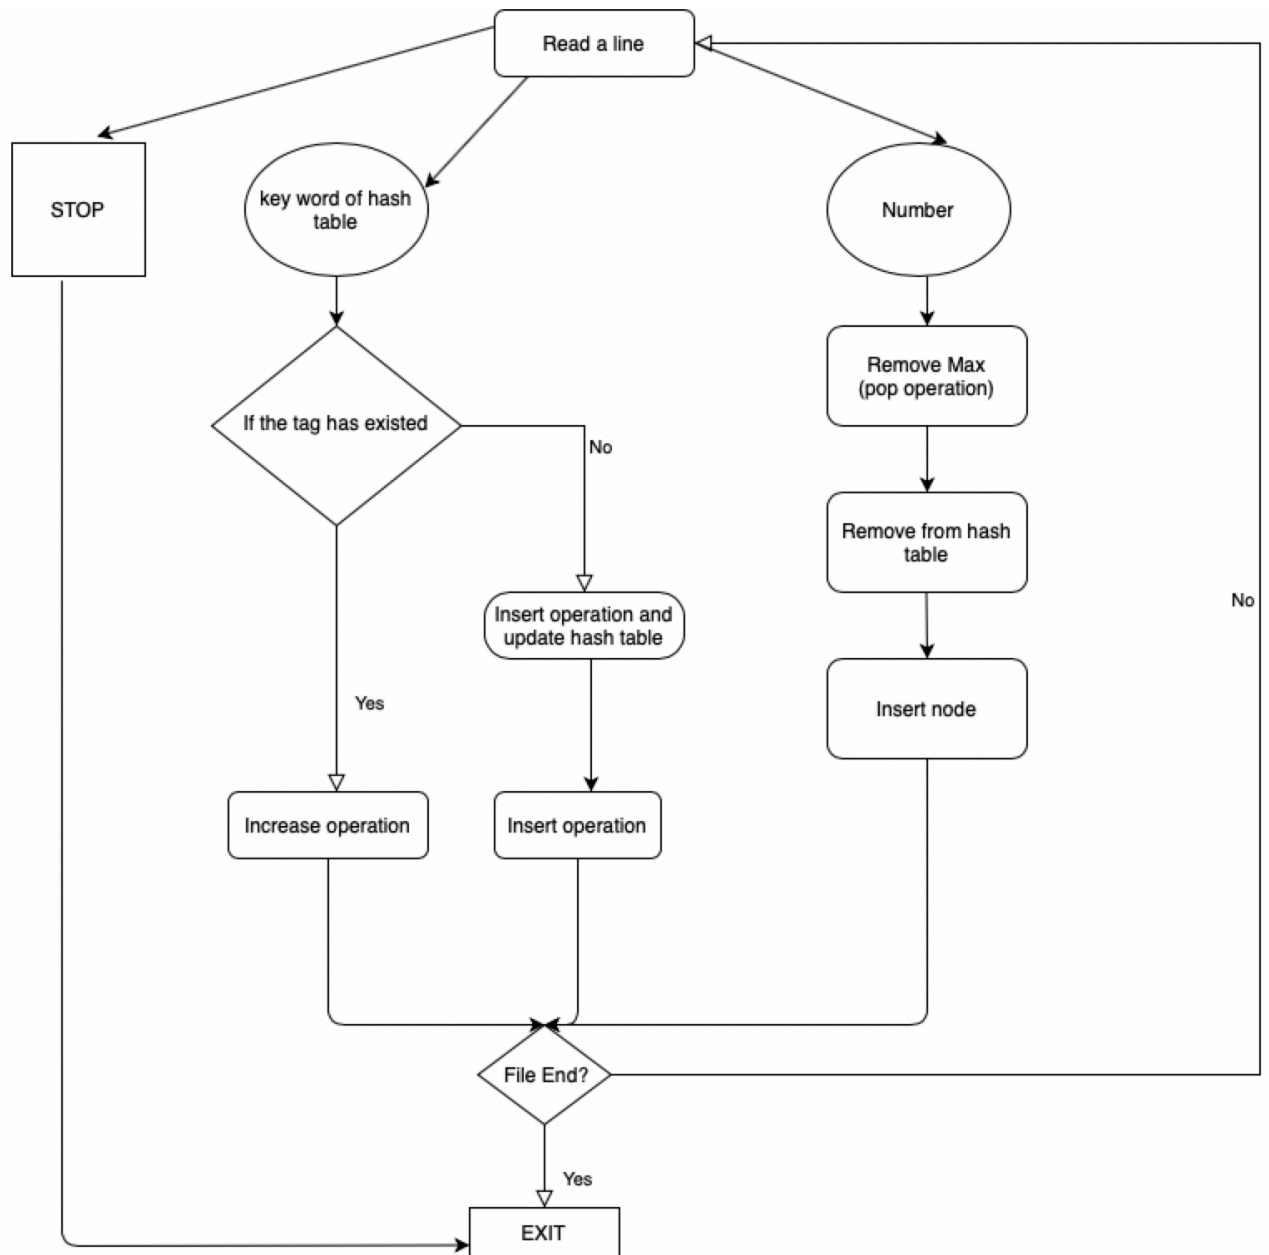 Read a line
STOP
key word of hash
table
Number
Remove Max
(pop operation)
If the tag has existed
No
Remove from hash
table
No
Insert operation and
update hash table
Yes
Insert node
Increase operation
Insert operation
File End?
Yes
EXIT